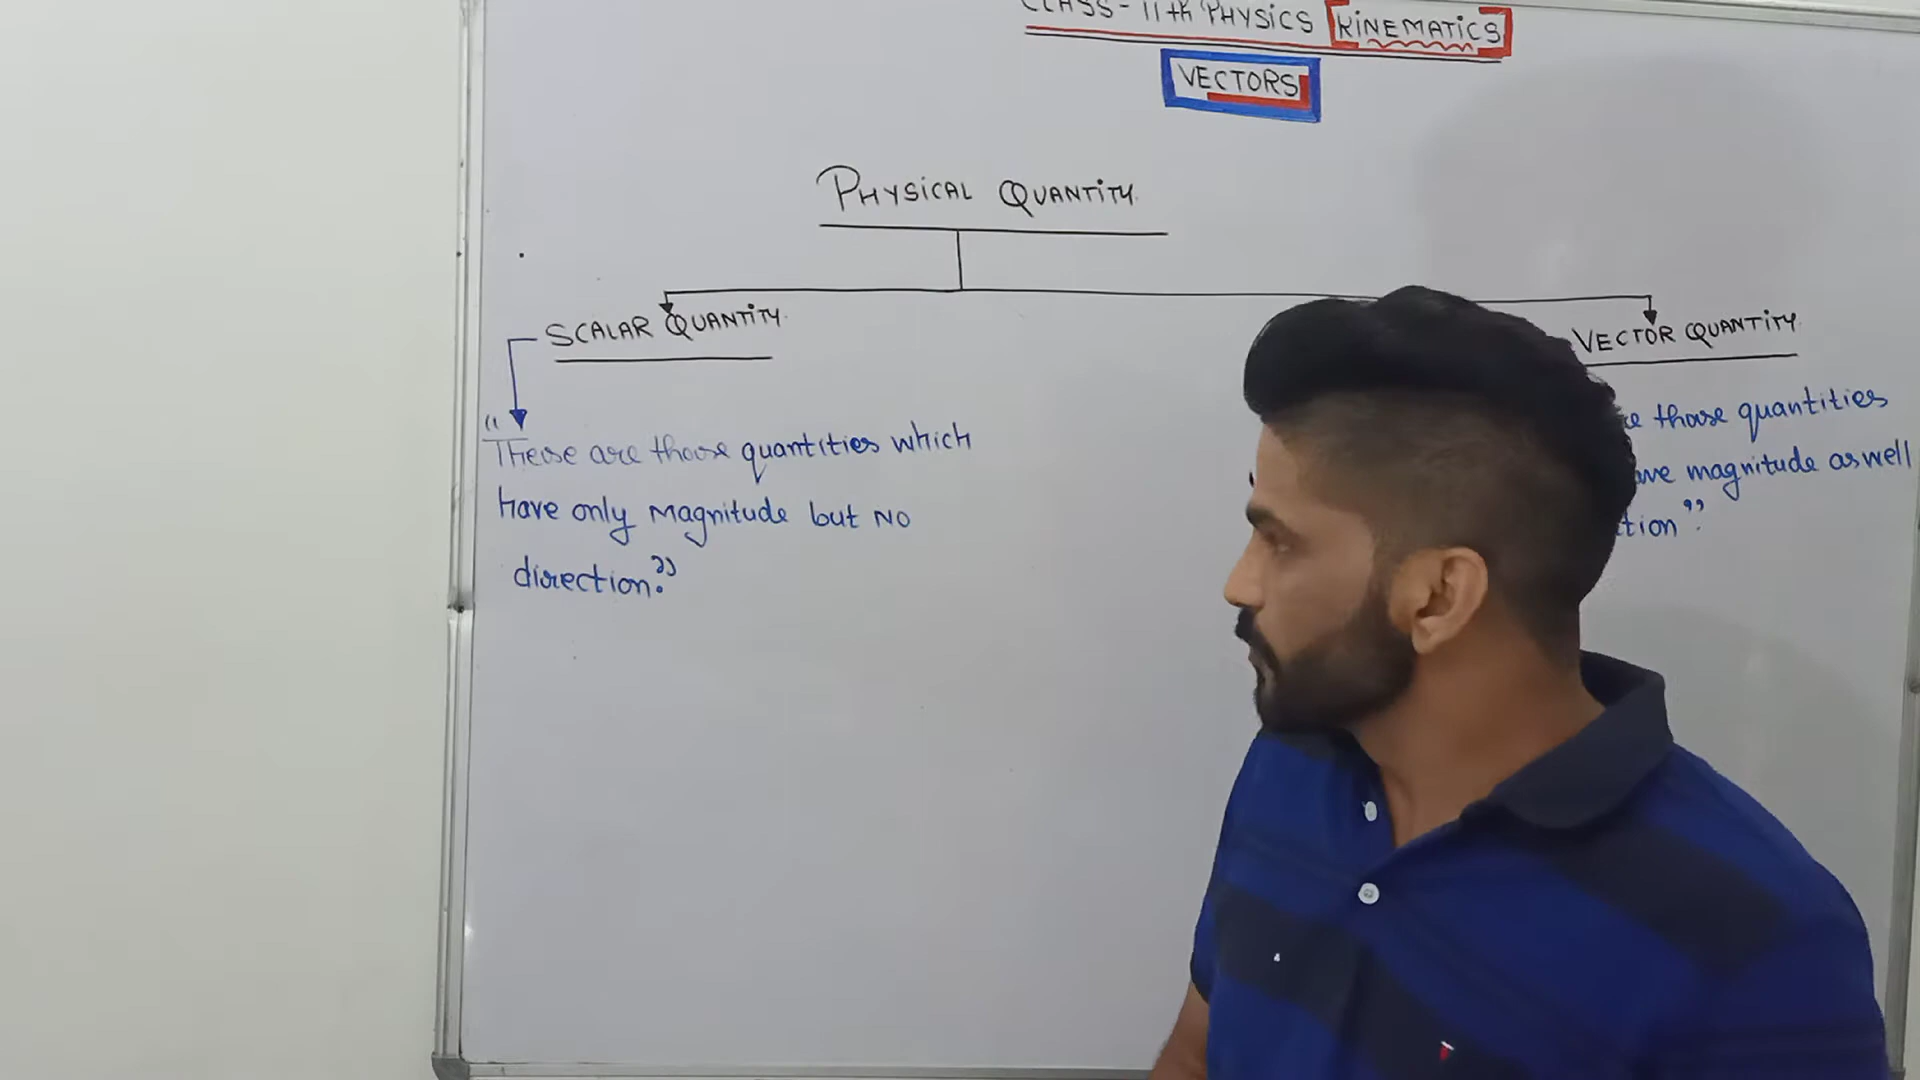 CLASS - 11th PHYSICS [KINEMATICS]
VECTORS
PHYSICAL QUANTITY.
SCALAR QUANTITY.
VECTOR QUANTITY.
"These are those quantities which
have only Magnitude but NO
direction."
those quantities
magnitude as well